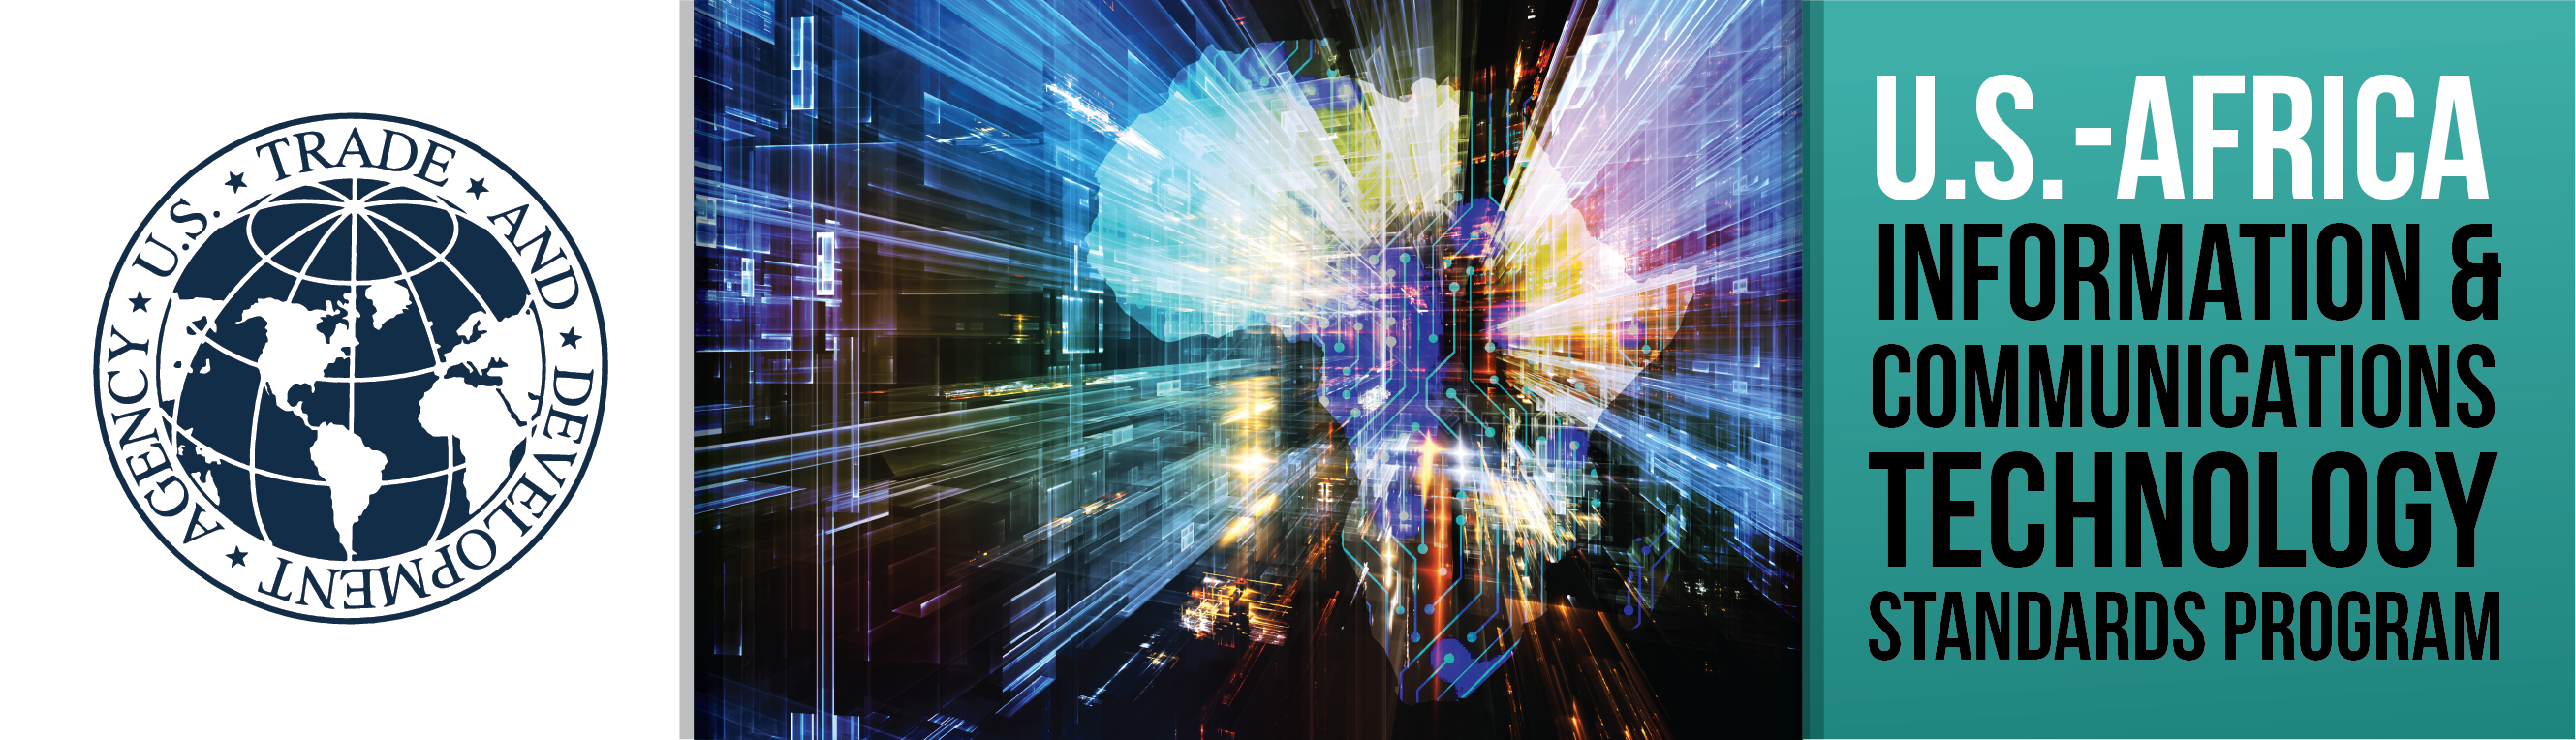 ★ U.S. ★ TRADE ★ AND ★ DEVELOPMENT ★ AGENCY
U.S.-AFRICA
INFORMATION &
COMMUNICATIONS
TECHNOLOGY
STANDARDS PROGRAM